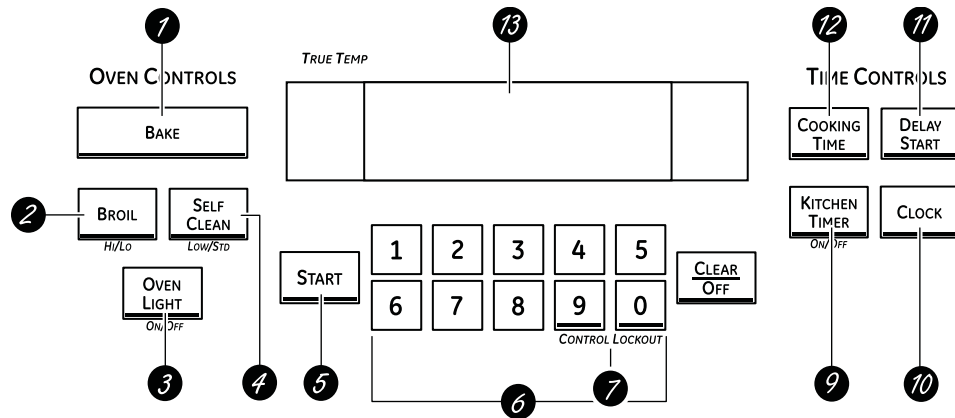 1
13
12
11
TRUE TEMP
OVEN CONTROLS
TIME CONTROLS
BAKE
COOKING
TIME
DELAY
START
2
BROIL
HI/LO
SELF
CLEAN
LOW/STD
KITCHEN
TIMER
ON/OFF
CLOCK
OVEN
LIGHT
ON/OFF
START
1 2 3 4 5
6 7 8 9 0
CONTROL LOCKOUT
CLEAR
OFF
3
4
5
6
7
9
10